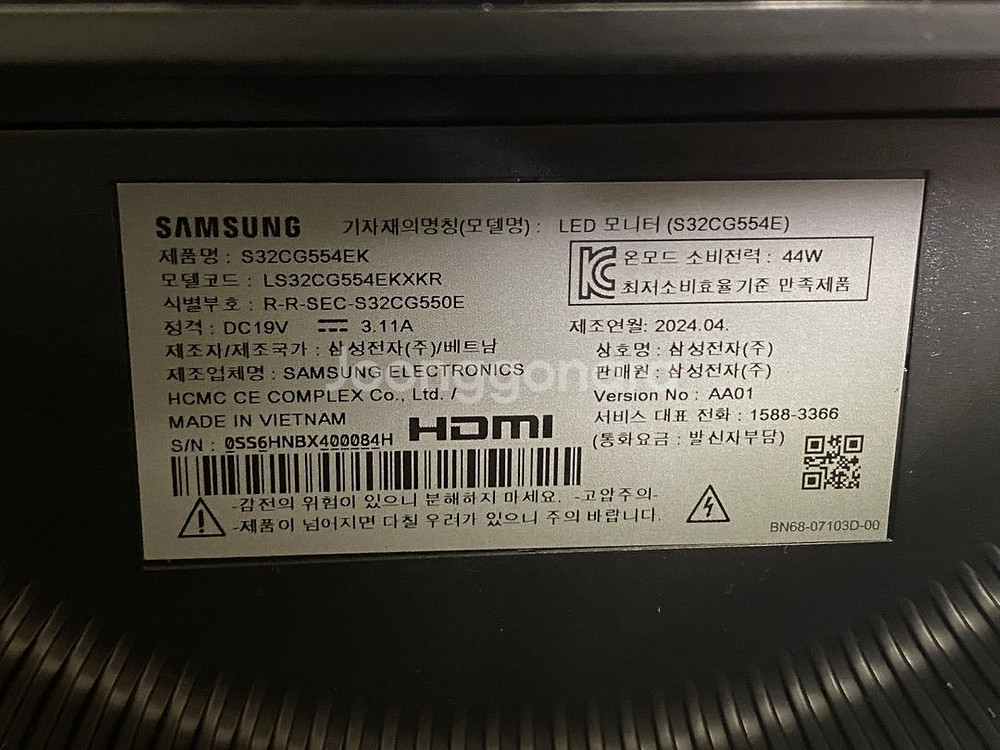 SAMSUNG 기자재의명칭(모델명) : LED 모니터 (S32CG554E)
제품명 : S32CG554EK
모델코드 : LS32CG554EKXKR
식별부호 : R-R-SEC-S32CG550E
정격 : DC19V 3.11A
제조자/제조국가 : 삼성전자(주)/베트남
제조업체명 : SAMSUNG ELECTRONICS
HCMC CE COMPLEX Co., Ltd. /
MADE IN VIETNAM
S/N : 0SS6HNBX400084H
HDMI
온모드 소비전력 : 44W
최저소비효율기준 만족제품
제조연월: 2024.04.
상호명 : 삼성전자(주)
판매원 : 삼성전자(주)
Version No : AA01
서비스 대표 전화 : 1588-3366
(통화요금 : 발신자부담)
-감전의 위험이 있으니 분해하지 마세요. -고압주의-
-제품이 넘어지면 다칠 우려가 있으니 주의 바랍니다.
BN68-07103D-00